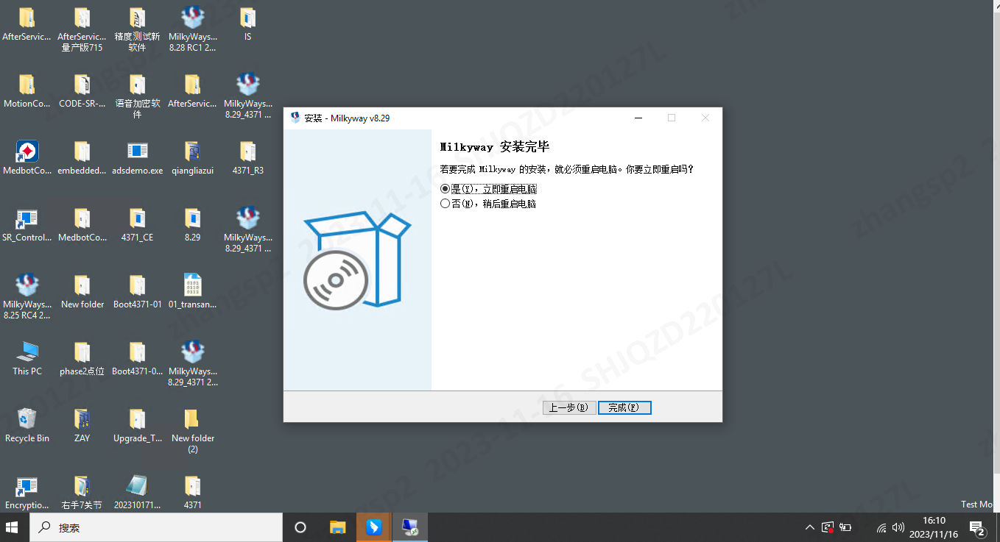 AfterServic...
AfterServic...
量产版715
精度测试新
软件
MilkyWays...
8.28 RC1 2...
IS
MotionCo...
CODE-SR-...
语音加密软
件
AfterServic...
MilkyWays...
8.29_4371 ...
MedbotCo...
embedded...
adsdemo.exe
qiangliazui
4371_R3
SR_Control...
MedbotCo...
4371_CE
8.29
MilkyWays...
8.29_4371 ...
MilkyWays...
8.25 RC4 2...
New folder
Boot4371-01
01_transan...
This PC
phase2点位
Boot4371-0...
MilkyWays...
8.29_4371 2...
Recycle Bin
ZAY
Upgrade_T...
New folder
(2)
Encryptio...
右手7关节
202310171...
4371
安装 - Milkyway v8.29
Milkyway 安装完毕
若要完成 Milkyway 的安装，就必须重启电脑。你要立即重启吗？
是(Y)，立即重启电脑
否(N)，稍后重启电脑
上一步(B)
完成(F)
zhangsp2 2023-11-16 SHJQZD220127L
Test Mo
搜索
16:10
2023/11/16
2